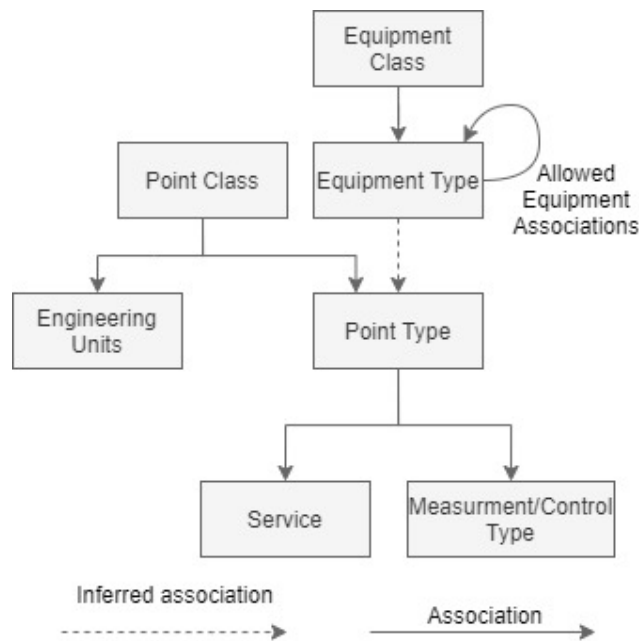 Equipment
Class
Point Class
Equipment Type
Allowed
Equipment
Associations
Engineering
Units
Point Type
Service
Measurment/Control
Type
Inferred association
Association